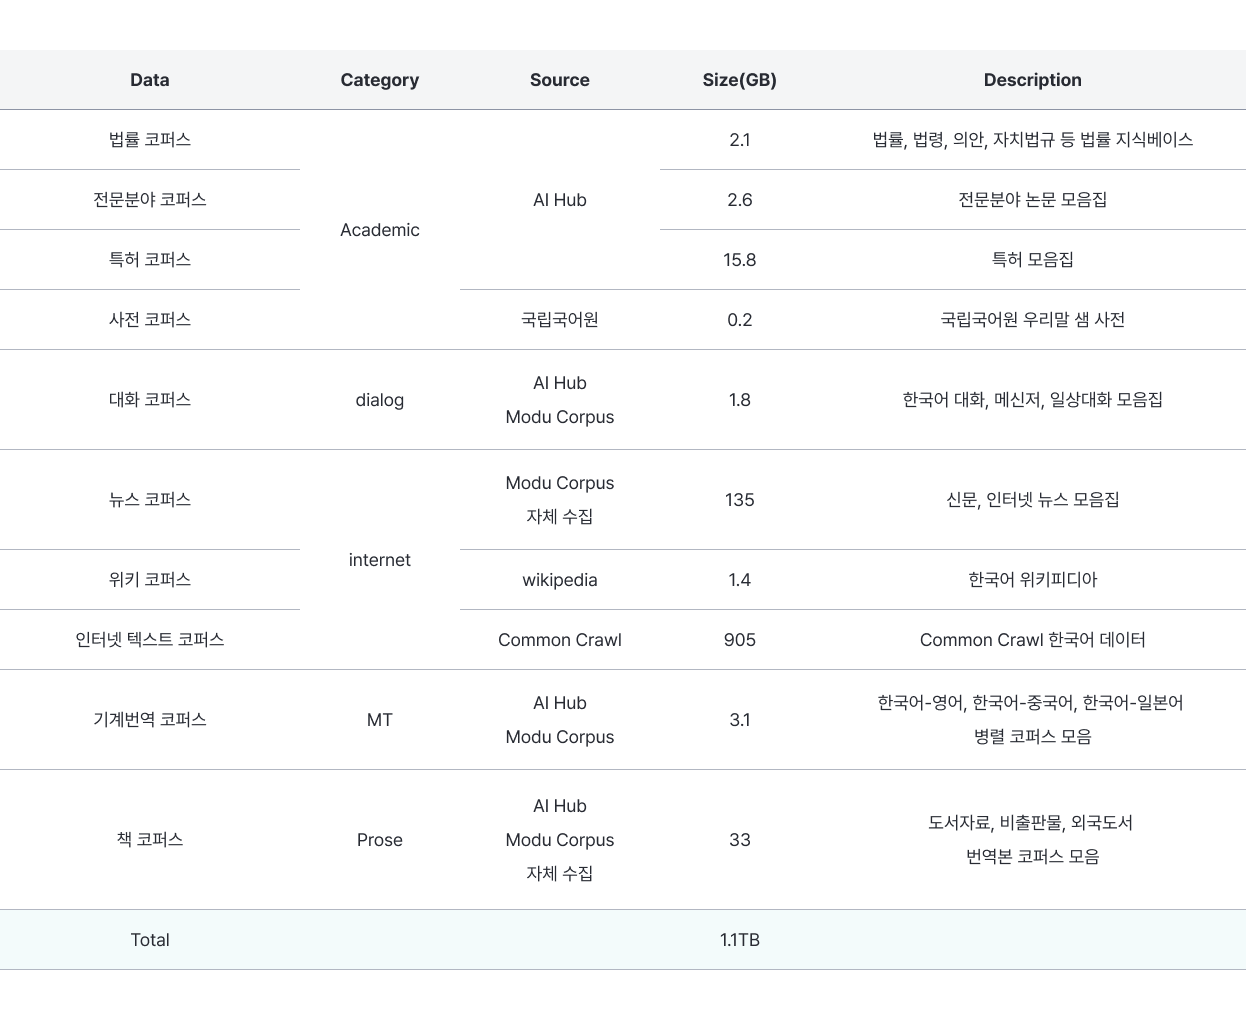 Data Category Source Size(GB) Description
법률 코퍼스 2.1 법률, 법령, 의안, 자치법규 등 법률 지식베이스
전문분야 코퍼스 AI Hub 2.6 전문분야 논문 모음집
Academic
특허 코퍼스 15.8 특허 모음집
사전 코퍼스 국립국어원 0.2 국립국어원 우리말 샘 사전
AI Hub
대화 코퍼스 dialog 1.8 한국어 대화, 메신저, 일상대화 모음집
Modu Corpus
Modu Corpus
뉴스 코퍼스 135 신문, 인터넷 뉴스 모음집
자체 수집
internet
위키 코퍼스 wikipedia 1.4 한국어 위키피디아
인터넷 텍스트 코퍼스 Common Crawl 905 Common Crawl 한국어 데이터
AI Hub 한국어-영어, 한국어-중국어, 한국어-일본어
기계번역 코퍼스 MT 3.1
Modu Corpus 병렬 코퍼스 모음
AI Hub
도서자료, 비출판물, 외국도서
책 코퍼스 Prose Modu Corpus 33
번역본 코퍼스 모음
자체 수집
Total 1.1TB